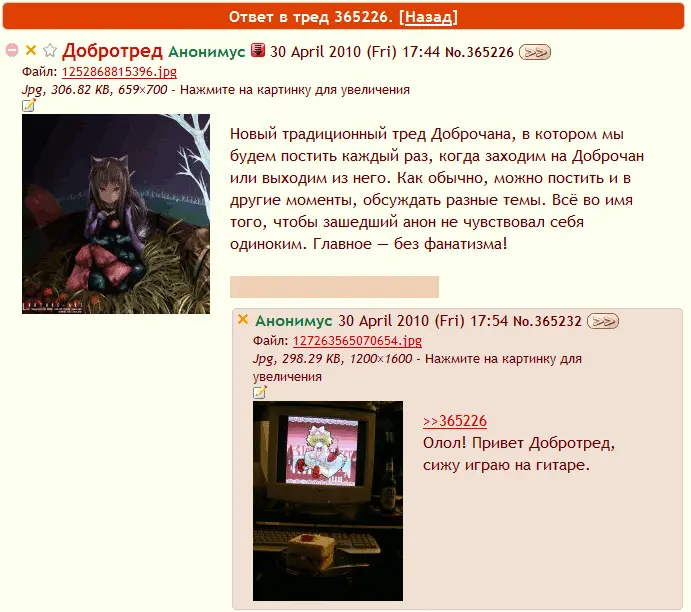 Ответ в тред 365226. [Назад]
Добротред Анонимус 30 April 2010 (Fri) 17:44 No.365226 >>
Файл: 1252868815396.jpg
Jpg, 306.82 KB, 659×700 - Нажмите на картинку для увеличения
Новый традиционный тред Доброчана, в котором мы
будем постить каждый раз, когда заходим на Доброчан
или выходим из него. Как обычно, можно постить и в
другие моменты, обсуждать разные темы. Всё во имя
того, чтобы зашедший анон не чувствовал себя
одиноким. Главное — без фанатизма!
Анонимус 30 April 2010 (Fri) 17:54 No.365232 >>
Файл: 127263565070654.jpg
Jpg, 298.29 KB, 1200×1600 - Нажмите на картинку для
увеличения
>>365226
Олол! Привет Добротред,
сижу играю на гитаре.